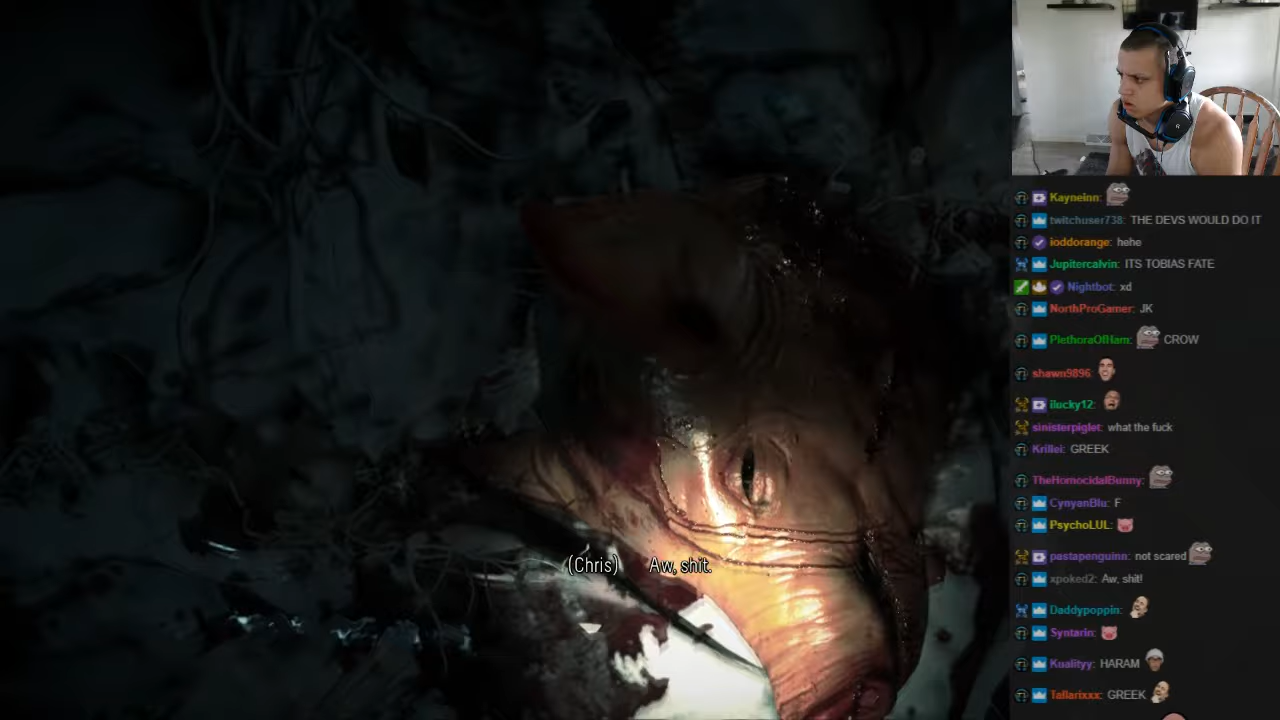 (Chris) Aw, shit.
Kayneinn:
twitchuser738: THE DEVS WOULD DO IT
ioddorange: hehe
Jupitercalvin: ITS TOBIAS FATE
Nightbot: xd
NorthProGamer: JK
PlethoraOfHam: CROW
shawn9896
ilucky12:
sinisterpiglet: what the fuck
Krillei: GREEK
TheHomocidalBunny:
CynyanBlu: F
PsychoLUL:
pastapenguinn: not scared
xpoked2: Aw, shit!
Daddypoppin:
Syntarin:
Kualityy: HARAM
Tallarixxx: GREEK